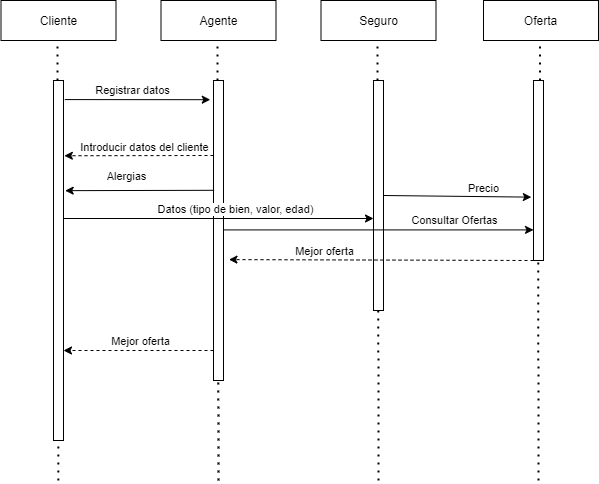 Cliente
Agente
Seguro
Oferta
Registrar datos
Introducir datos del cliente
Alergias
Precio
Datos (tipo de bien, valor, edad)
Consultar Ofertas
Mejor oferta
Mejor oferta